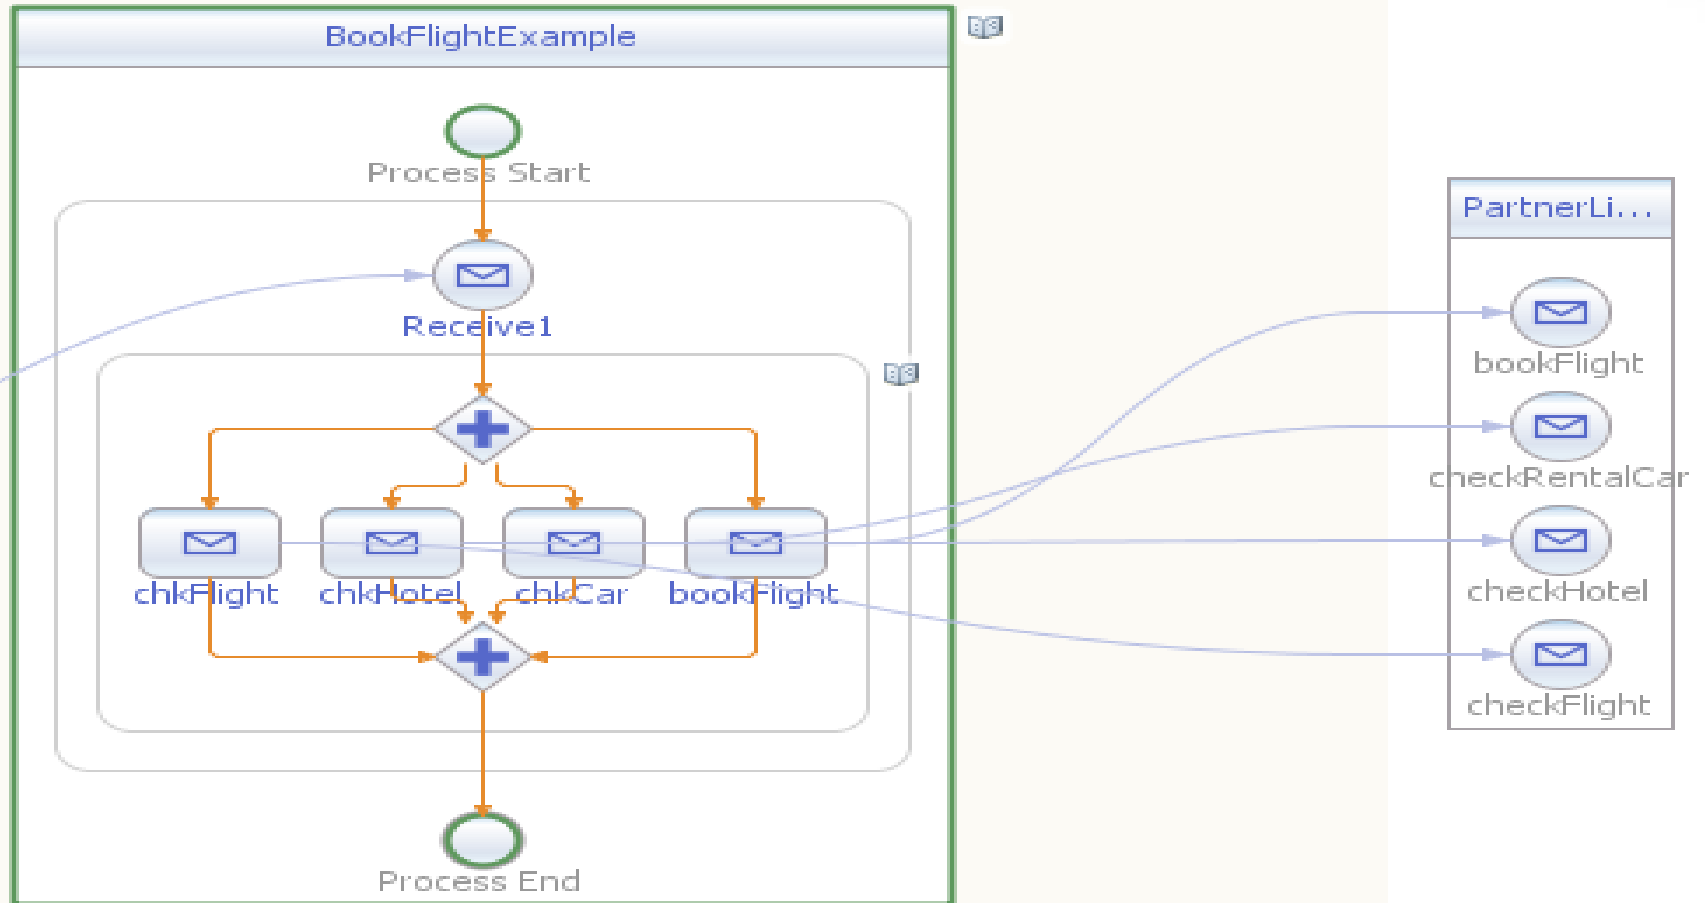 BookFlightExample
Process Start
PartnerLi...
Receive1
bookFlight
checkRentalCar
chkFlight
chkHotel
chkCar
bookFlight
checkHotel
checkFlight
Process End